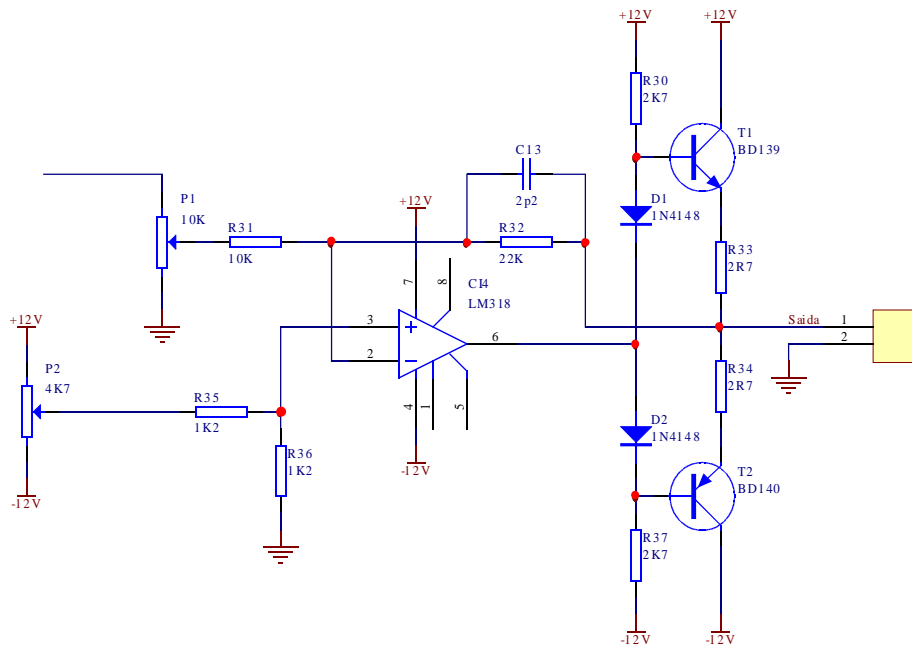 +12V
+12V
R30
2K7
T1
BD139
C13
2p2
D1
1N4148
P1
10K
+12V
R31
10K
R32
22K
R33
2R7
7
8
CI4
LM318
+12V
3
2
6
Saida
1
2
P2
4K7
R34
2R7
R35
1K2
4
1
5
D2
1N4148
R36
1K2
-12V
T2
BD140
-12V
R37
2K7
-12V
-12V